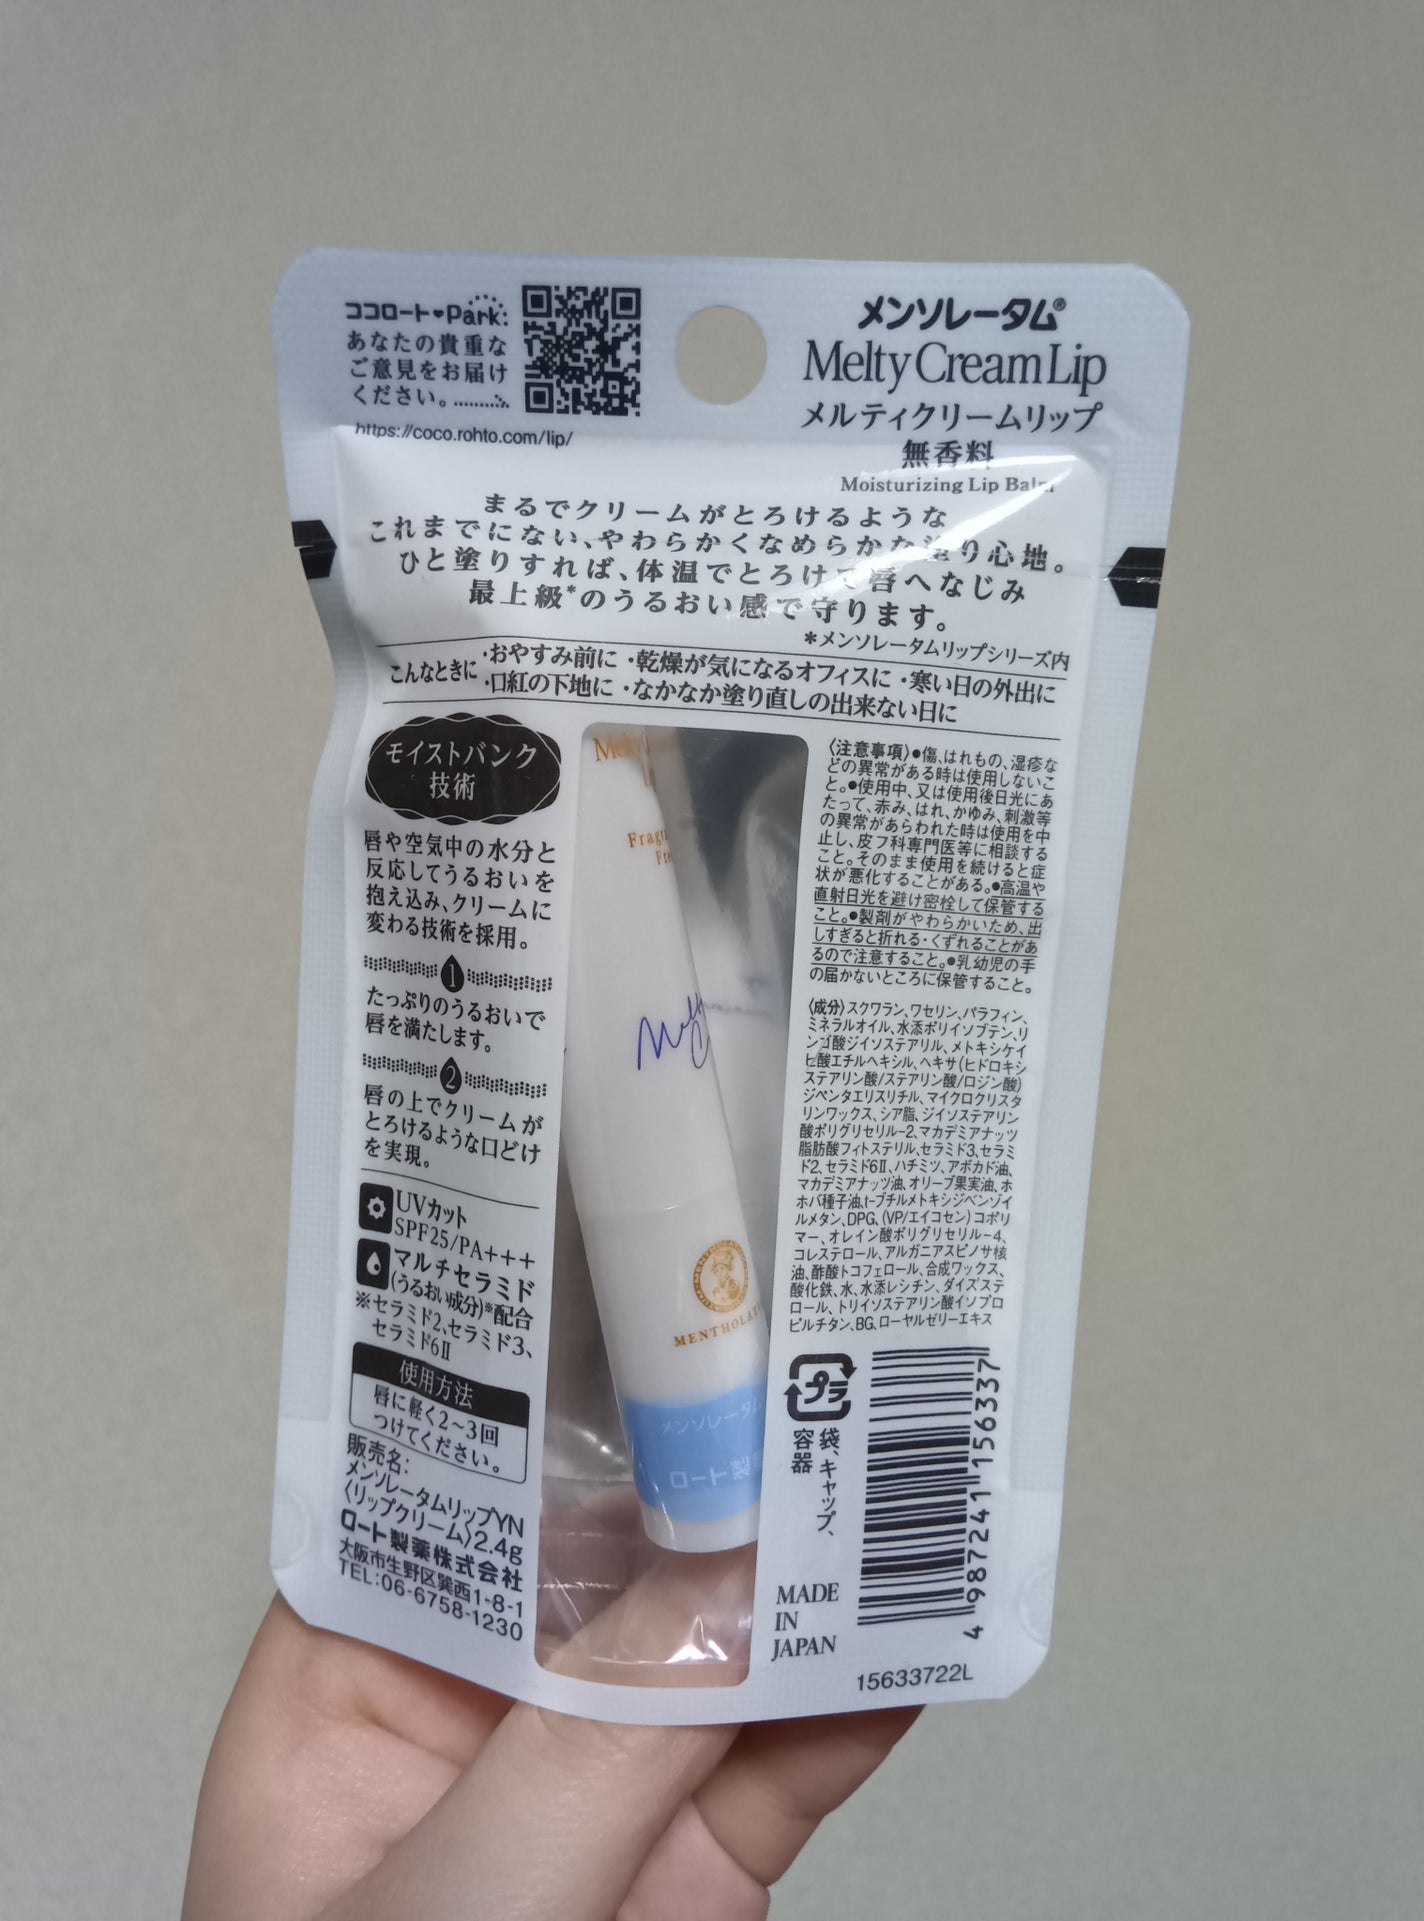 ココロート♥Park:
あなたの貴重な
ご意見をお届け
ください。
https://coco.rohto.com/lip/
メンソレータム®
Melty Cream Lip
メルティクリームリップ
無香料
Moisturizing Lip Balm
まるでクリームがとろけるような
これまでにない、やわらかくなめらかな塗り心地。
ひと塗りすれば、体温でとろけて唇へなじみ
最上級*のうるおい感で守ります。
*メンソレータムリップシリーズ内
こんなときに
・おやすみ前に ・乾燥が気になるオフィスに ・寒い日の外出に
・口紅の下地に ・なかなか塗り直しの出来ない日に
モイストバンク
技術
唇や空気中の水分と
反応してうるおいを
抱え込み、クリームに
変わる技術を採用。
1
たっぷりのうるおいで
唇を満たします。
2
唇の上でクリームが
とろけるような口どけ
を実現。
UVカット
SPF25/PA+++
マルチセラミド
(うるおい成分)※配合
※セラミド2、セラミド3、
セラミド6Ⅱ
使用方法
唇に軽く2~3回
つけてください。
販売名:
メンソレータムリップYN
〈リップクリーム〉2.4g
ロート製薬株式会社
大阪市生野区巽西1-8-1
TEL:06-6758-1230
MENTHOLAT
メンソレータム
ロート製
〈注意事項〉●傷、はれもの、湿疹な
どの異常がある時は使用しないこ
と。●使用中、又は使用後日光にあ
たって、赤み、はれ、かゆみ、刺激等
の異常があらわれた時は使用を中
止し、皮フ科専門医等に相談する
こと。そのまま使用を続けると症
状が悪化することがある。●高温や
直射日光を避け密栓して保管する
こと。●製剤がやわらかいため、出
しすぎると折れる・くずれることがあ
るので注意すること。●乳幼児の手
の届かないところに保管すること。
〈成分〉スクワラン、ワセリン、パラフィン、
ミネラルオイル、水添ポリイソブテン、リ
ンゴ酸ジイソステアリル、メトキシケイ
ヒ酸エチルヘキシル、ヘキサ(ヒドロキシ
ステアリン酸/ステアリン酸/ロジン酸)
ジペンタエリスリチル、マイクロクリスタ
リンワックス、シア脂、ジイソステアリン
酸ポリグリセリル-2、マカデミアナッツ
脂肪酸フィトステリル、セラミド3、セラミ
ド2、セラミド6Ⅱ、ハチミツ、アボカド油、
マカデミアナッツ油、オリーブ果実油、ホ
ホバ種子油、t-ブチルメトキシジベンゾイ
ルメタン、DPG、(VP/エイコセン)コポリ
マー、オレイン酸ポリグリセリル-4、
コレステロール、アルガニアスピノサ核
油、酢酸トコフェロール、合成ワックス、
酸化鉄、水、水添レシチン、ダイズステ
ロール、トリイソステアリン酸イソプロ
ピルチタン、BG、ローヤルゼリーエキス
プラ
袋、キャップ、
容器
MADE
IN
JAPAN
4 987241 156337
15633722L